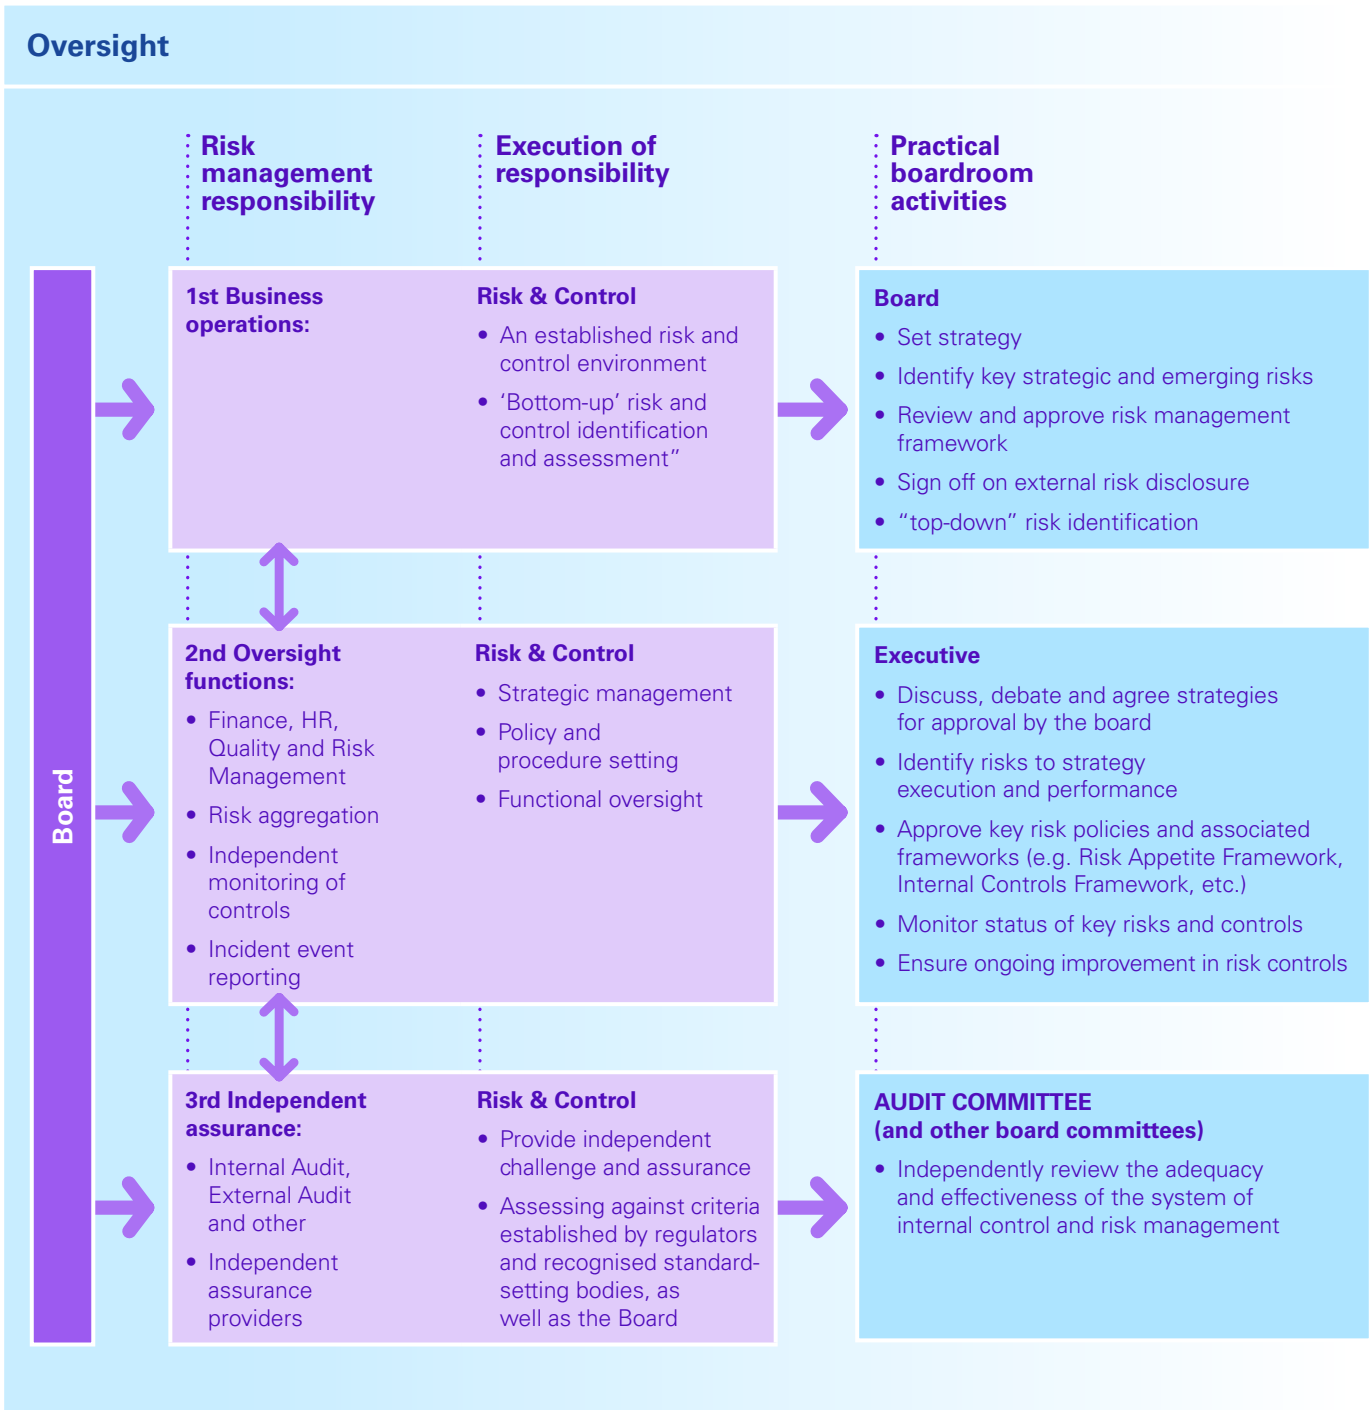 Oversight
Risk
management
responsibility
Execution of
responsibility
Practical
boardroom
activities
Board
1st Business
operations:
Risk & Control
• An established risk and
control environment
• ‘Bottom-up’ risk and
control identification
and assessment”
Board
• Set strategy
• Identify key strategic and emerging risks
• Review and approve risk management
framework
• Sign off on external risk disclosure
• “top-down” risk identification
2nd Oversight
functions:
• Finance, HR,
Quality and Risk
Management
• Risk aggregation
• Independent
monitoring of
controls
• Incident event
reporting
Risk & Control
• Strategic management
• Policy and
procedure setting
• Functional oversight
Executive
• Discuss, debate and agree strategies
for approval by the board
• Identify risks to strategy
execution and performance
• Approve key risk policies and associated
frameworks (e.g. Risk Appetite Framework,
Internal Controls Framework, etc.)
• Monitor status of key risks and controls
• Ensure ongoing improvement in risk controls
3rd Independent
assurance:
• Internal Audit,
External Audit
and other
• Independent
assurance
providers
Risk & Control
• Provide independent
challenge and assurance
• Assessing against criteria
established by regulators
and recognised standard-
setting bodies, as
well as the Board
AUDIT COMMITTEE
(and other board committees)
• Independently review the adequacy
and effectiveness of the system of
internal control and risk management